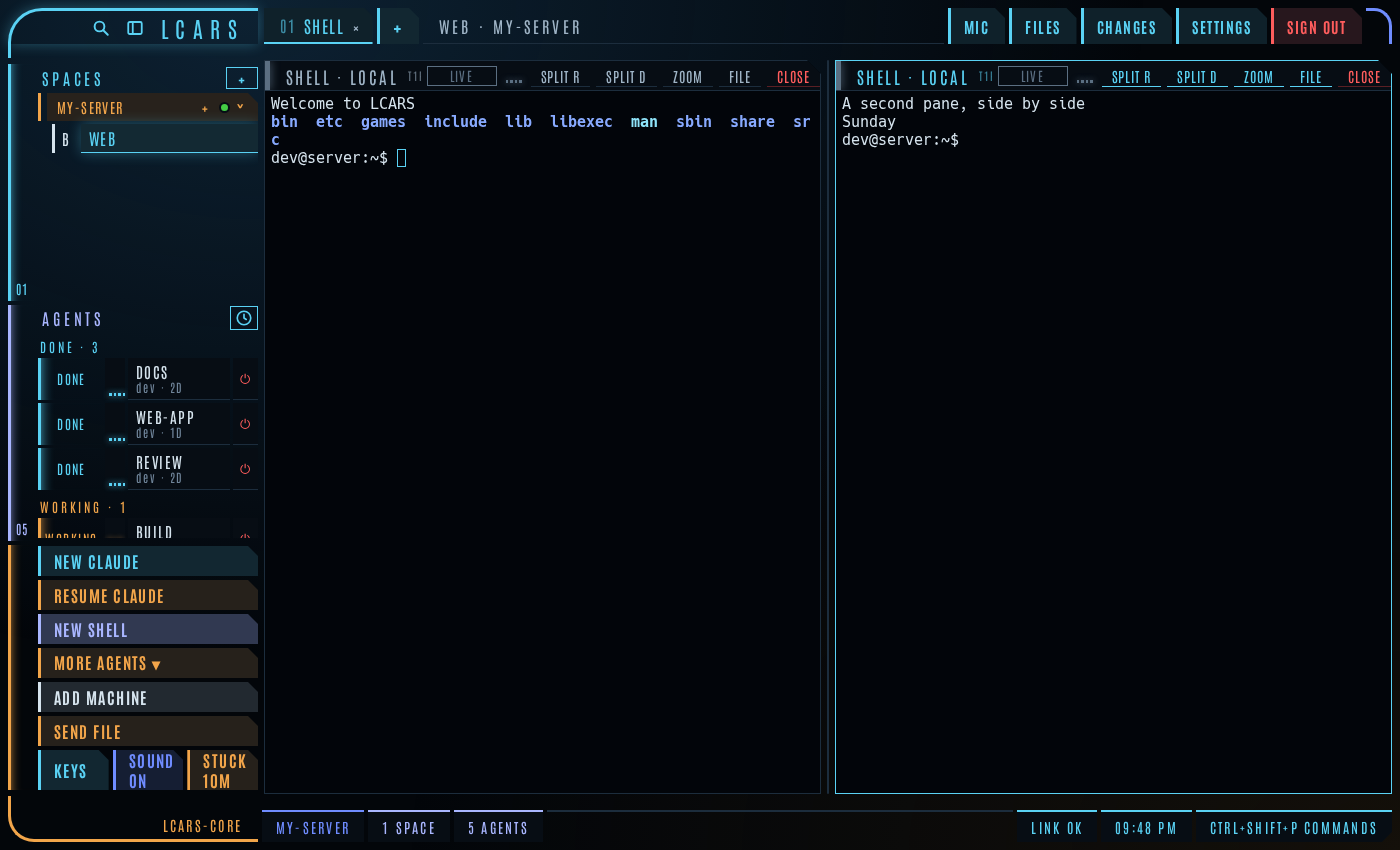 LCARS
01 SHELL ×
+
WEB · MY-SERVER
MIC
FILES
CHANGES
SETTINGS
SIGN OUT
SPACES
+
MY-SERVER +
B WEB
01
AGENTS
DONE · 3
DONE
DOCS
dev · 2D
DONE
WEB-APP
dev · 1D
DONE
REVIEW
dev · 2D
WORKING · 1
WORKING
BUILD
05
NEW CLAUDE
RESUME CLAUDE
NEW SHELL
MORE AGENTS ▾
ADD MACHINE
SEND FILE
KEYS
SOUND ON
STUCK 10M
SHELL · LOCAL T11 LIVE SPLIT R SPLIT D ZOOM FILE CLOSE
Welcome to LCARS
bin etc games include lib libexec man sbin share sr
c
dev@server:~$
SHELL · LOCAL T11 LIVE SPLIT R SPLIT D ZOOM FILE CLOSE
A second pane, side by side
Sunday
dev@server:~$
LCARS-CORE
MY-SERVER
1 SPACE
5 AGENTS
LINK OK
09:48 PM
CTRL+SHIFT+P COMMANDS